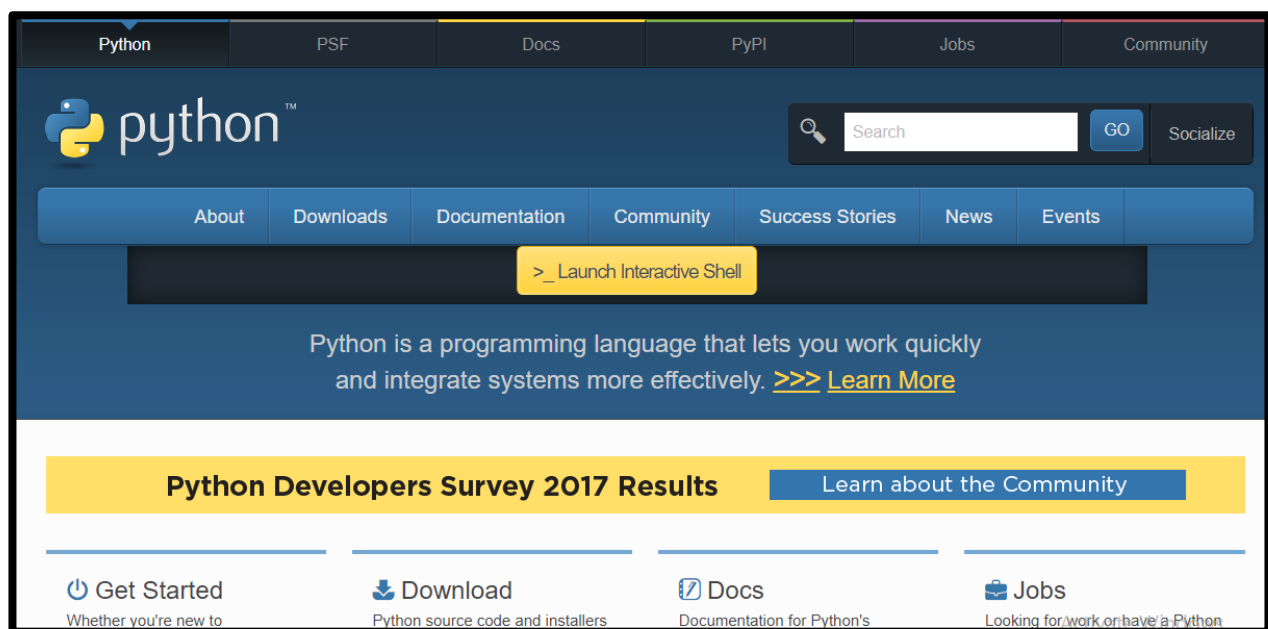 Python PSF Docs PyPI Jobs Community
python™
Search GO Socialize
About Downloads Documentation Community Success Stories News Events
>_ Launch Interactive Shell
Python is a programming language that lets you work quickly
and integrate systems more effectively. >>> Learn More
Python Developers Survey 2017 Results Learn about the Community
Get Started Download Docs Jobs
Whether you're new to Python source code and installers Documentation for Python's Looking for work or have a Python